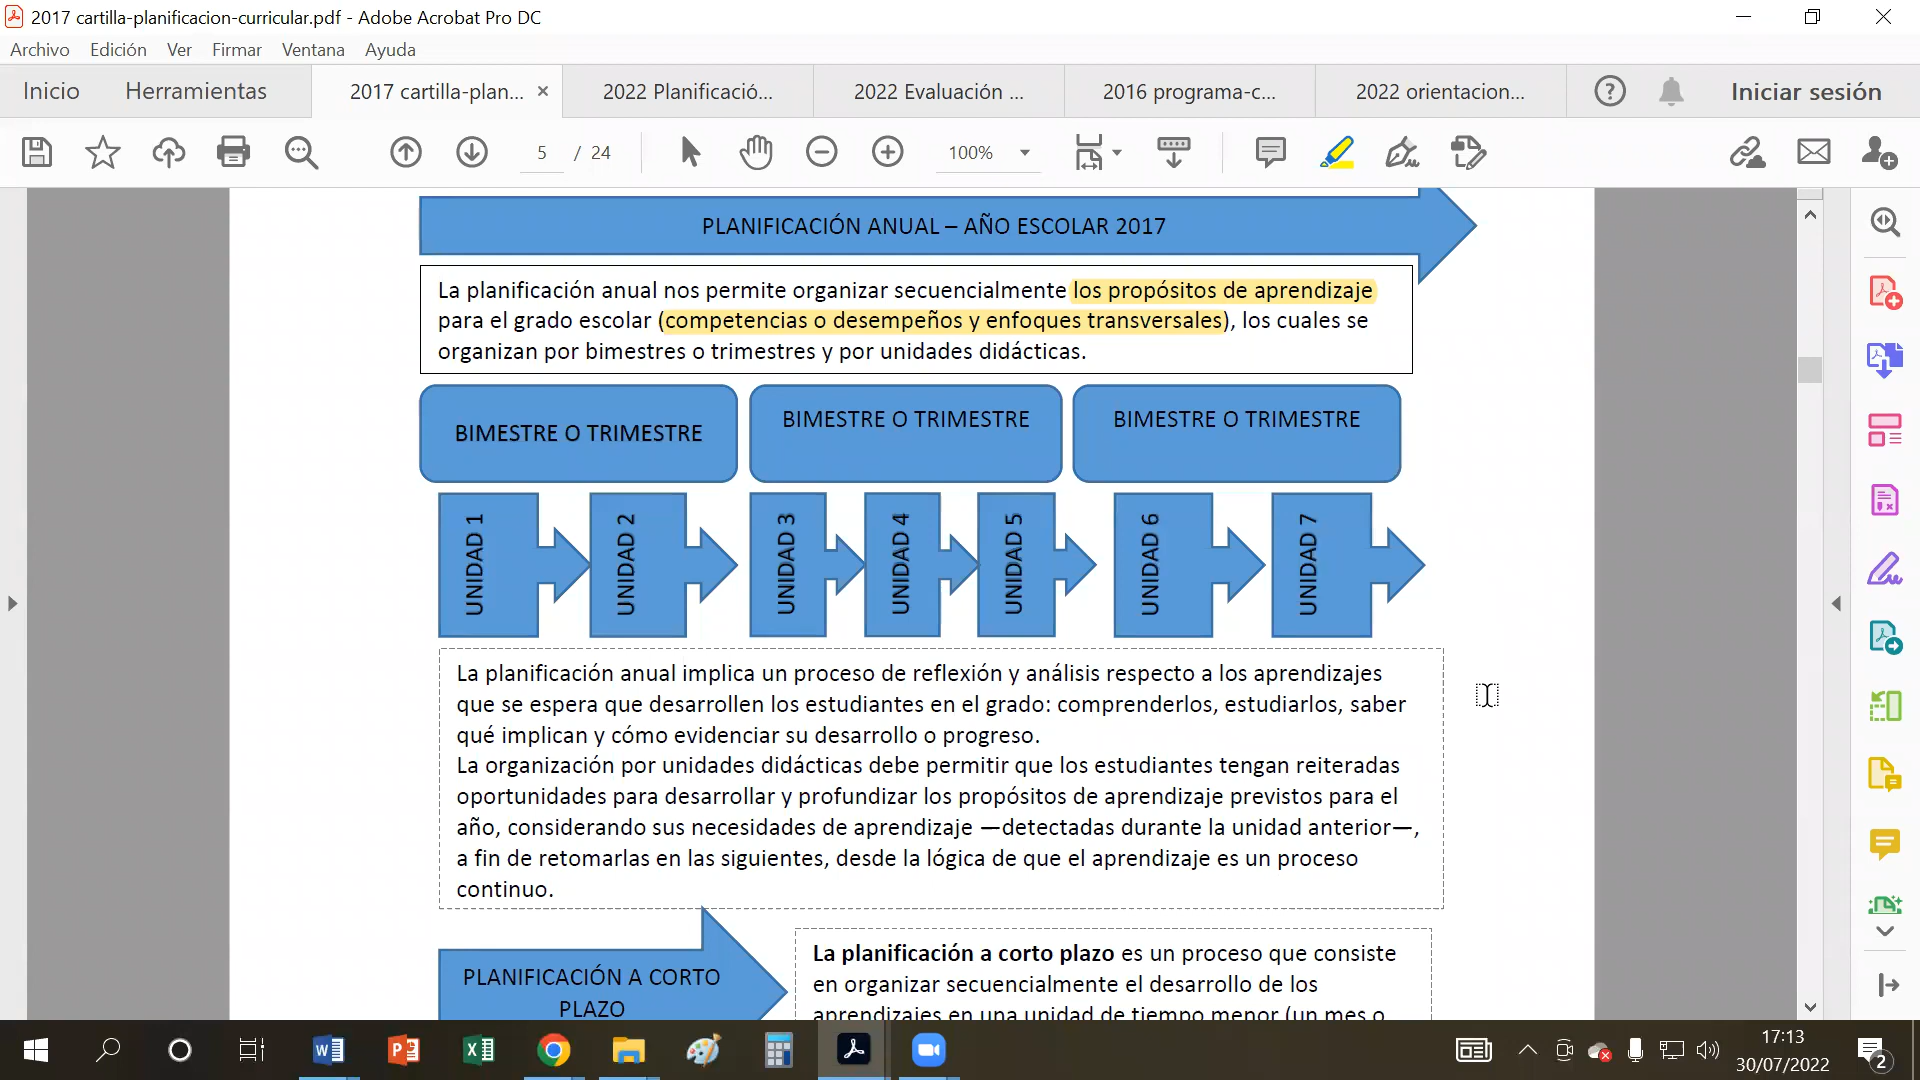 2017 cartilla-planificacion-curricular.pdf - Adobe Acrobat Pro DC
Archivo Edición Ver Firmar Ventana Ayuda
Inicio Herramientas 2017 cartilla-plan... × 2022 Planificació... 2022 Evaluación ... 2016 programa-c... 2022 orientacion... Iniciar sesión
5 / 24 100%
PLANIFICACIÓN ANUAL – AÑO ESCOLAR 2017
La planificación anual nos permite organizar secuencialmente los propósitos de aprendizaje
para el grado escolar (competencias o desempeños y enfoques transversales), los cuales se
organizan por bimestres o trimestres y por unidades didácticas.
BIMESTRE O TRIMESTRE
BIMESTRE O TRIMESTRE
BIMESTRE O TRIMESTRE
UNIDAD 1
UNIDAD 2
UNIDAD 3
UNIDAD 4
UNIDAD 5
UNIDAD 6
UNIDAD 7
La planificación anual implica un proceso de reflexión y análisis respecto a los aprendizajes
que se espera que desarrollen los estudiantes en el grado: comprenderlos, estudiarlos, saber
qué implican y cómo evidenciar su desarrollo o progreso.
La organización por unidades didácticas debe permitir que los estudiantes tengan reiteradas
oportunidades para desarrollar y profundizar los propósitos de aprendizaje previstos para el
año, considerando sus necesidades de aprendizaje —detectadas durante la unidad anterior—,
a fin de retomarlas en las siguientes, desde la lógica de que el aprendizaje es un proceso
continuo.
PLANIFICACIÓN A CORTO
PLAZO
La planificación a corto plazo es un proceso que consiste
en organizar secuencialmente el desarrollo de los
aprendizajes en una unidad de tiempo menor (un mes o
17:13
30/07/2022
2